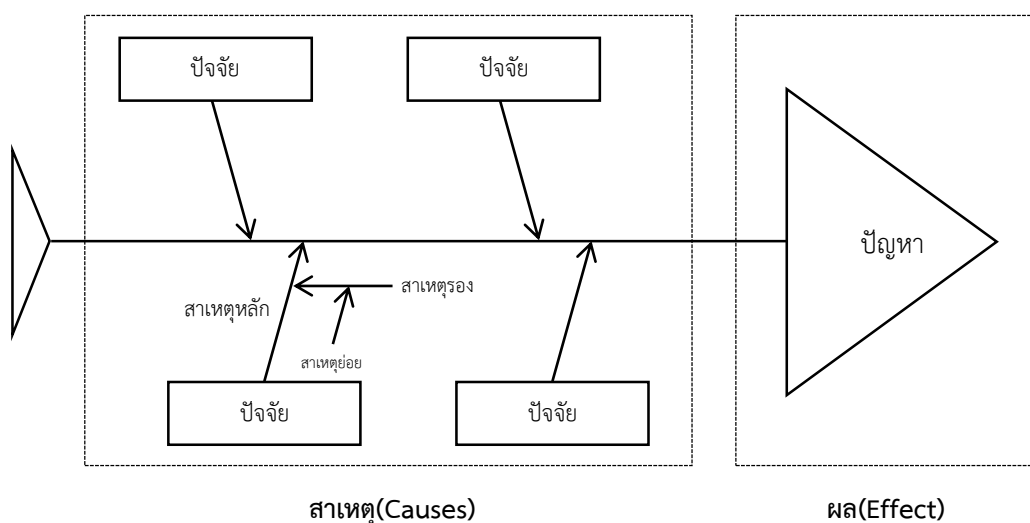 ปัจจัย
ปัจจัย
ปัญหา
สาเหตุรอง
สาเหตุหลัก
สาเหตุย่อย
ปัจจัย
ปัจจัย
สาเหตุ(Causes)
ผล(Effect)